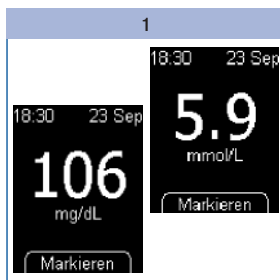 1
18:30 23 Sep
5.9
mmol/L
Markieren
18:30 23 Sep
106
mg/dL
Markieren